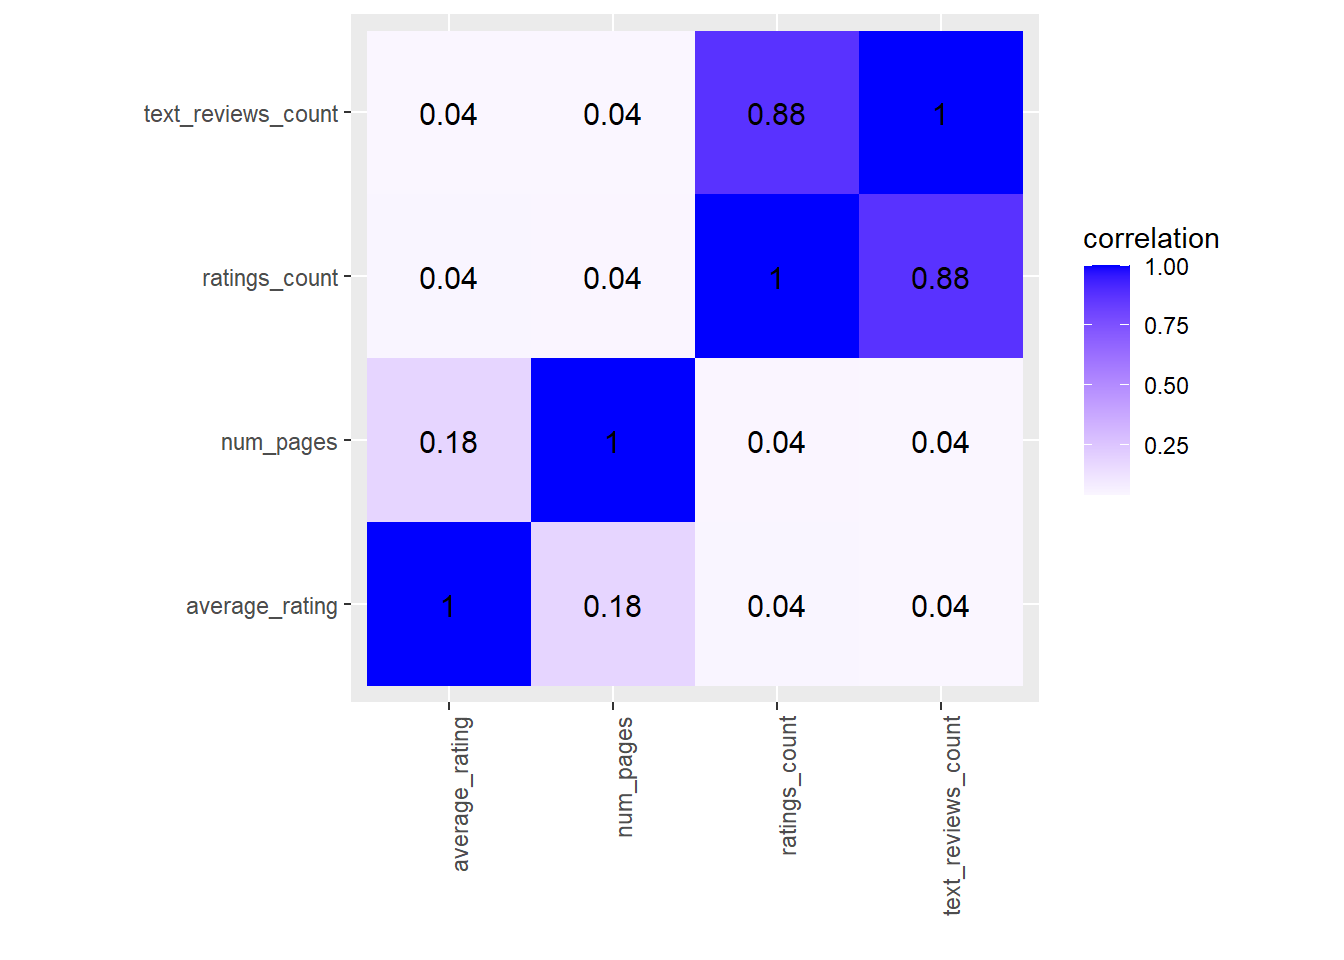 text_reviews_count
0.04 0.04 0.88 1
ratings_count
0.04 0.04 1 0.88
num_pages
0.18 1 0.04 0.04
average_rating
1 0.18 0.04 0.04
average_rating
num_pages
ratings_count
text_reviews_count
correlation
1.00
0.75
0.50
0.25